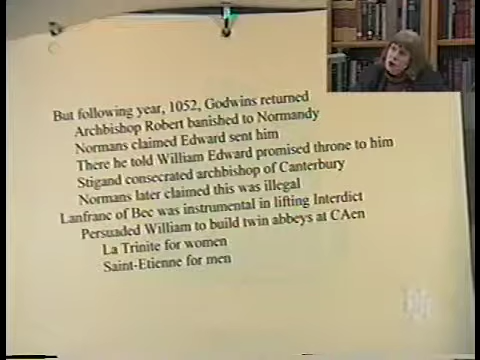 But following year, 1052, Godwins returned
Archbishop Robert banished to Normandy
Normans claimed Edward sent him
There he told William Edward promised throne to him
Stigand consecrated archbishop of Canterbury
Normans later claimed this was illegal
Lanfranc of Bec was instrumental in lifting Interdict
Persuaded William to build twin abbeys at CAen
La Trinite for women
Saint-Etienne for men